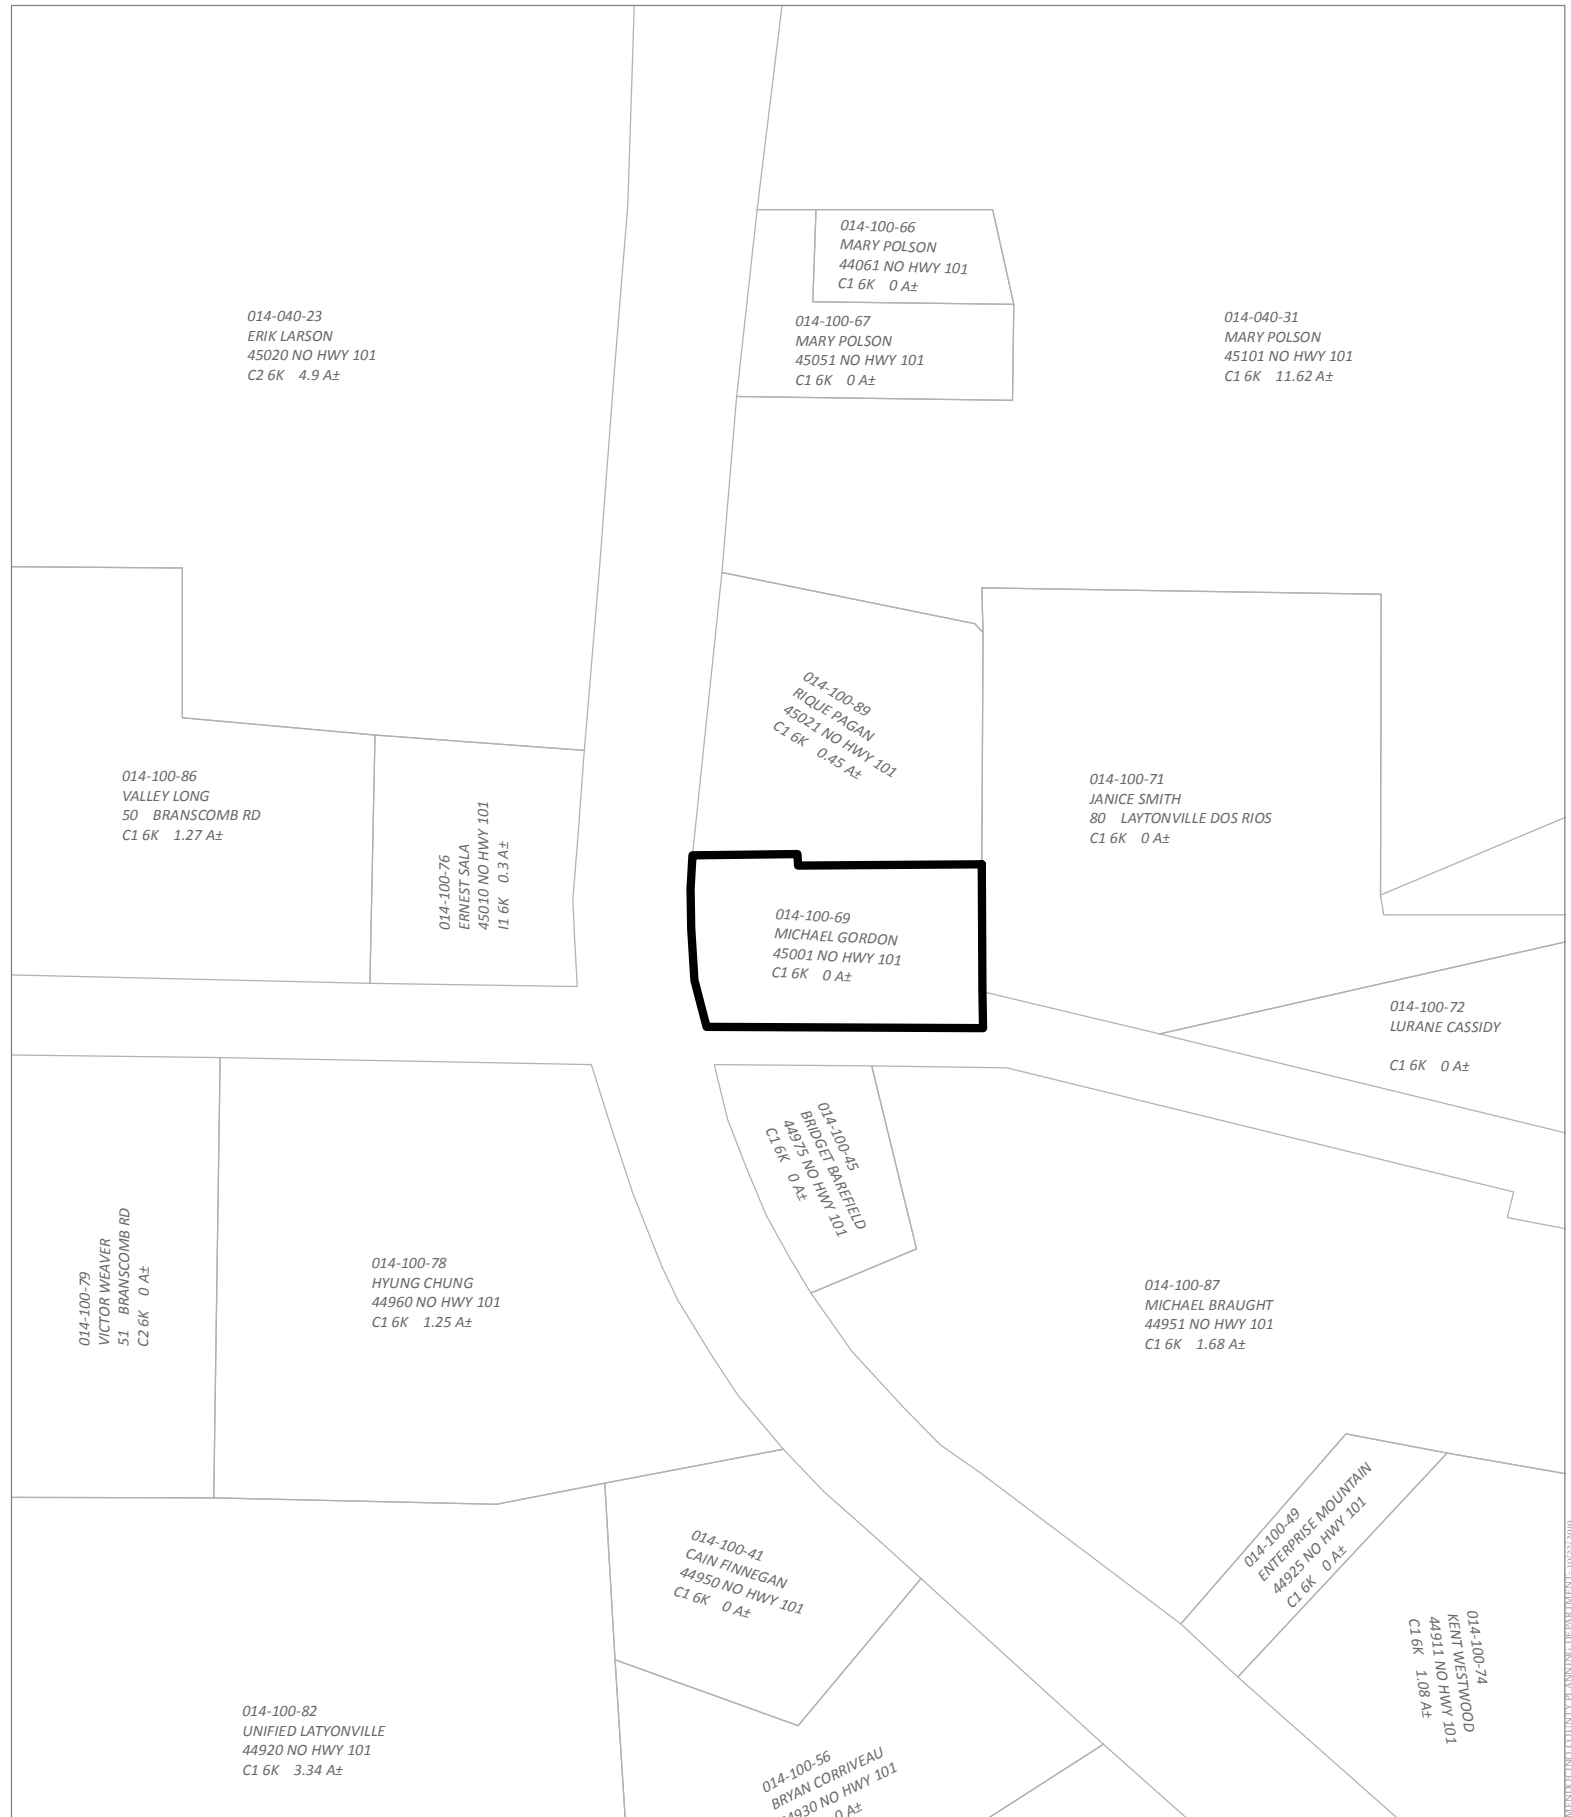 014-100-66
MARY POLSON
44061 NO HWY 101
C1 6K 0 A±
014-040-23
ERIK LARSON
45020 NO HWY 101
C2 6K 4.9 A±
014-100-67
MARY POLSON
45051 NO HWY 101
C1 6K 0 A±
014-040-31
MARY POLSON
45101 NO HWY 101
C1 6K 11.62 A±
014-100-89
RIQUE PAGAN
45021 NO HWY 101
C1 6K 0.45 A±
014-100-86
VALLEY LONG
50 BRANSCOMB RD
C1 6K 1.27 A±
014-100-76
ERNEST SALA
45010 NO HWY 101
I1 6K 0.3 A±
014-100-71
JANICE SMITH
80 LAYTONVILLE DOS RIOS
C1 6K 0 A±
014-100-69
MICHAEL GORDON
45001 NO HWY 101
C1 6K 0 A±
014-100-72
LURANE CASSIDY
C1 6K 0 A±
014-100-45
BRIDGET BAREFIELD
44975 NO HWY 101
C1 6K 0 A±
014-100-79
VICTOR WEAVER
51 BRANSCOMB RD
C2 6K 0 A±
014-100-78
HYUNG CHUNG
44960 NO HWY 101
C1 6K 1.25 A±
014-100-87
MICHAEL BRAUGHT
44951 NO HWY 101
C1 6K 1.68 A±
014-100-49
ENTERPRISE MOUNTAIN
44925 NO HWY 101
C1 6K 0 A±
014-100-41
CAIN FINNEGAN
44950 NO HWY 101
C1 6K 0 A±
014-100-74
KENT WESTWOOD
44911 NO HWY 101
C1 6K 1.08 A±
014-100-82
UNIFIED LATYONVILLE
44920 NO HWY 101
C1 6K 3.34 A±
014-100-56
BRYAN CORRIVEAU
4930 NO HWY 101
0 A±
MENDOCINO COUNTY PLANNING DEPARTMENT-